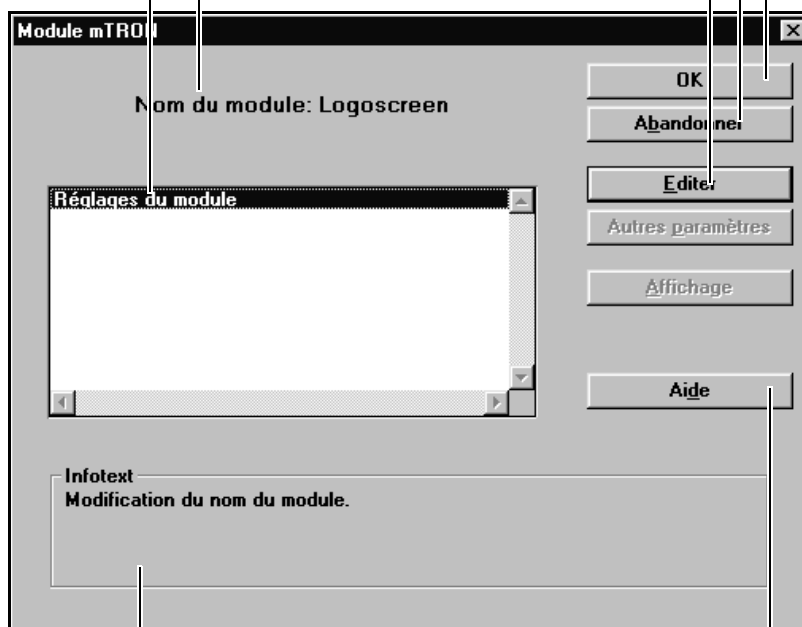 Module mTRON
Nom du module: Logoscreen
OK
Abandonner
Réglages du module
Editer
Autres paramètres
Affichage
Aide
Infotext
Modification du nom du module.